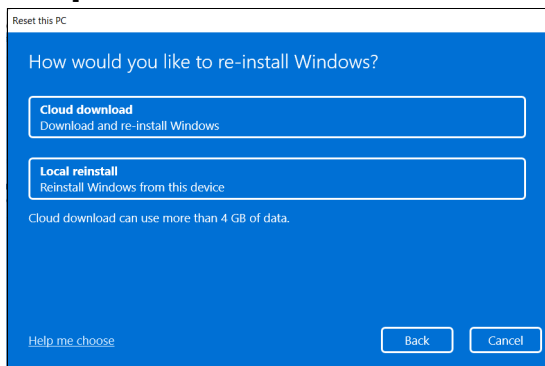 Reset this PC
How would you like to re-install Windows?
Cloud download
Download and re-install Windows
Local reinstall
Reinstall Windows from this device
Cloud download can use more than 4 GB of data.
Help me choose
Back
Cancel